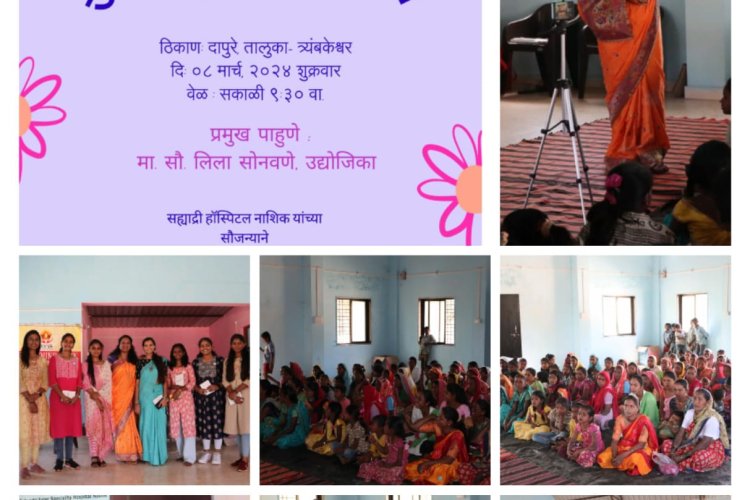 ठिकाण: दापुरे, तालुका- त्र्यंबकेश्वर
दि: ०८ मार्च, २०२४ शुक्रवार
वेळ : सकाळी ९:३० वा.
प्रमुख पाहुणे :
मा. सौ. लिला सोनवणे, उद्योजिका
सह्याद्री हॉस्पिटल नाशिक यांच्या
सौजन्याने